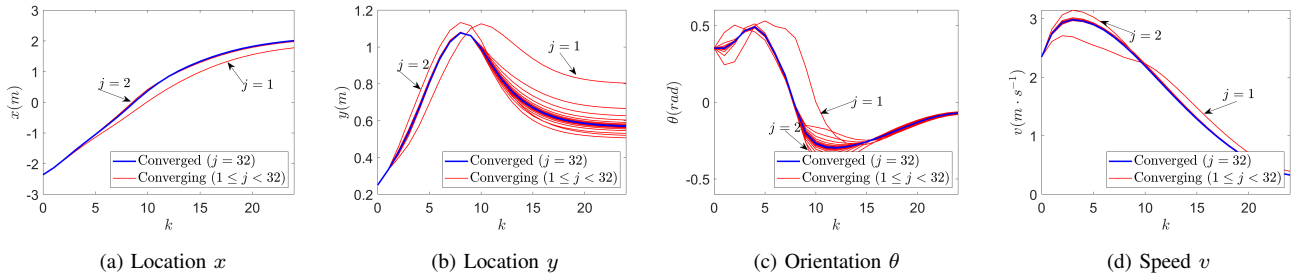 3
2
1
0
-1
-2
-3
x(m)
j = 2
j = 1
Converged (j = 32)
Converging (1 ≤ j < 32)
0
5
10
15
20
k
(a) Location x
1.2
1
0.8
0.6
0.4
0.2
y(m)
j = 2
j = 1
Converged (j = 32)
Converging (1 ≤ j < 32)
0
5
10
15
20
k
(b) Location y
0.5
0
-0.5
θ(rad)
j = 1
j = 2
Converged (j = 32)
Converging (1 ≤ j < 32)
0
5
10
15
20
k
(c) Orientation θ
3
2
1
0
v(m · s⁻¹)
j = 2
j = 1
Converged (j = 32)
Converging (1 ≤ j < 32)
0
5
10
15
20
k
(d) Speed v